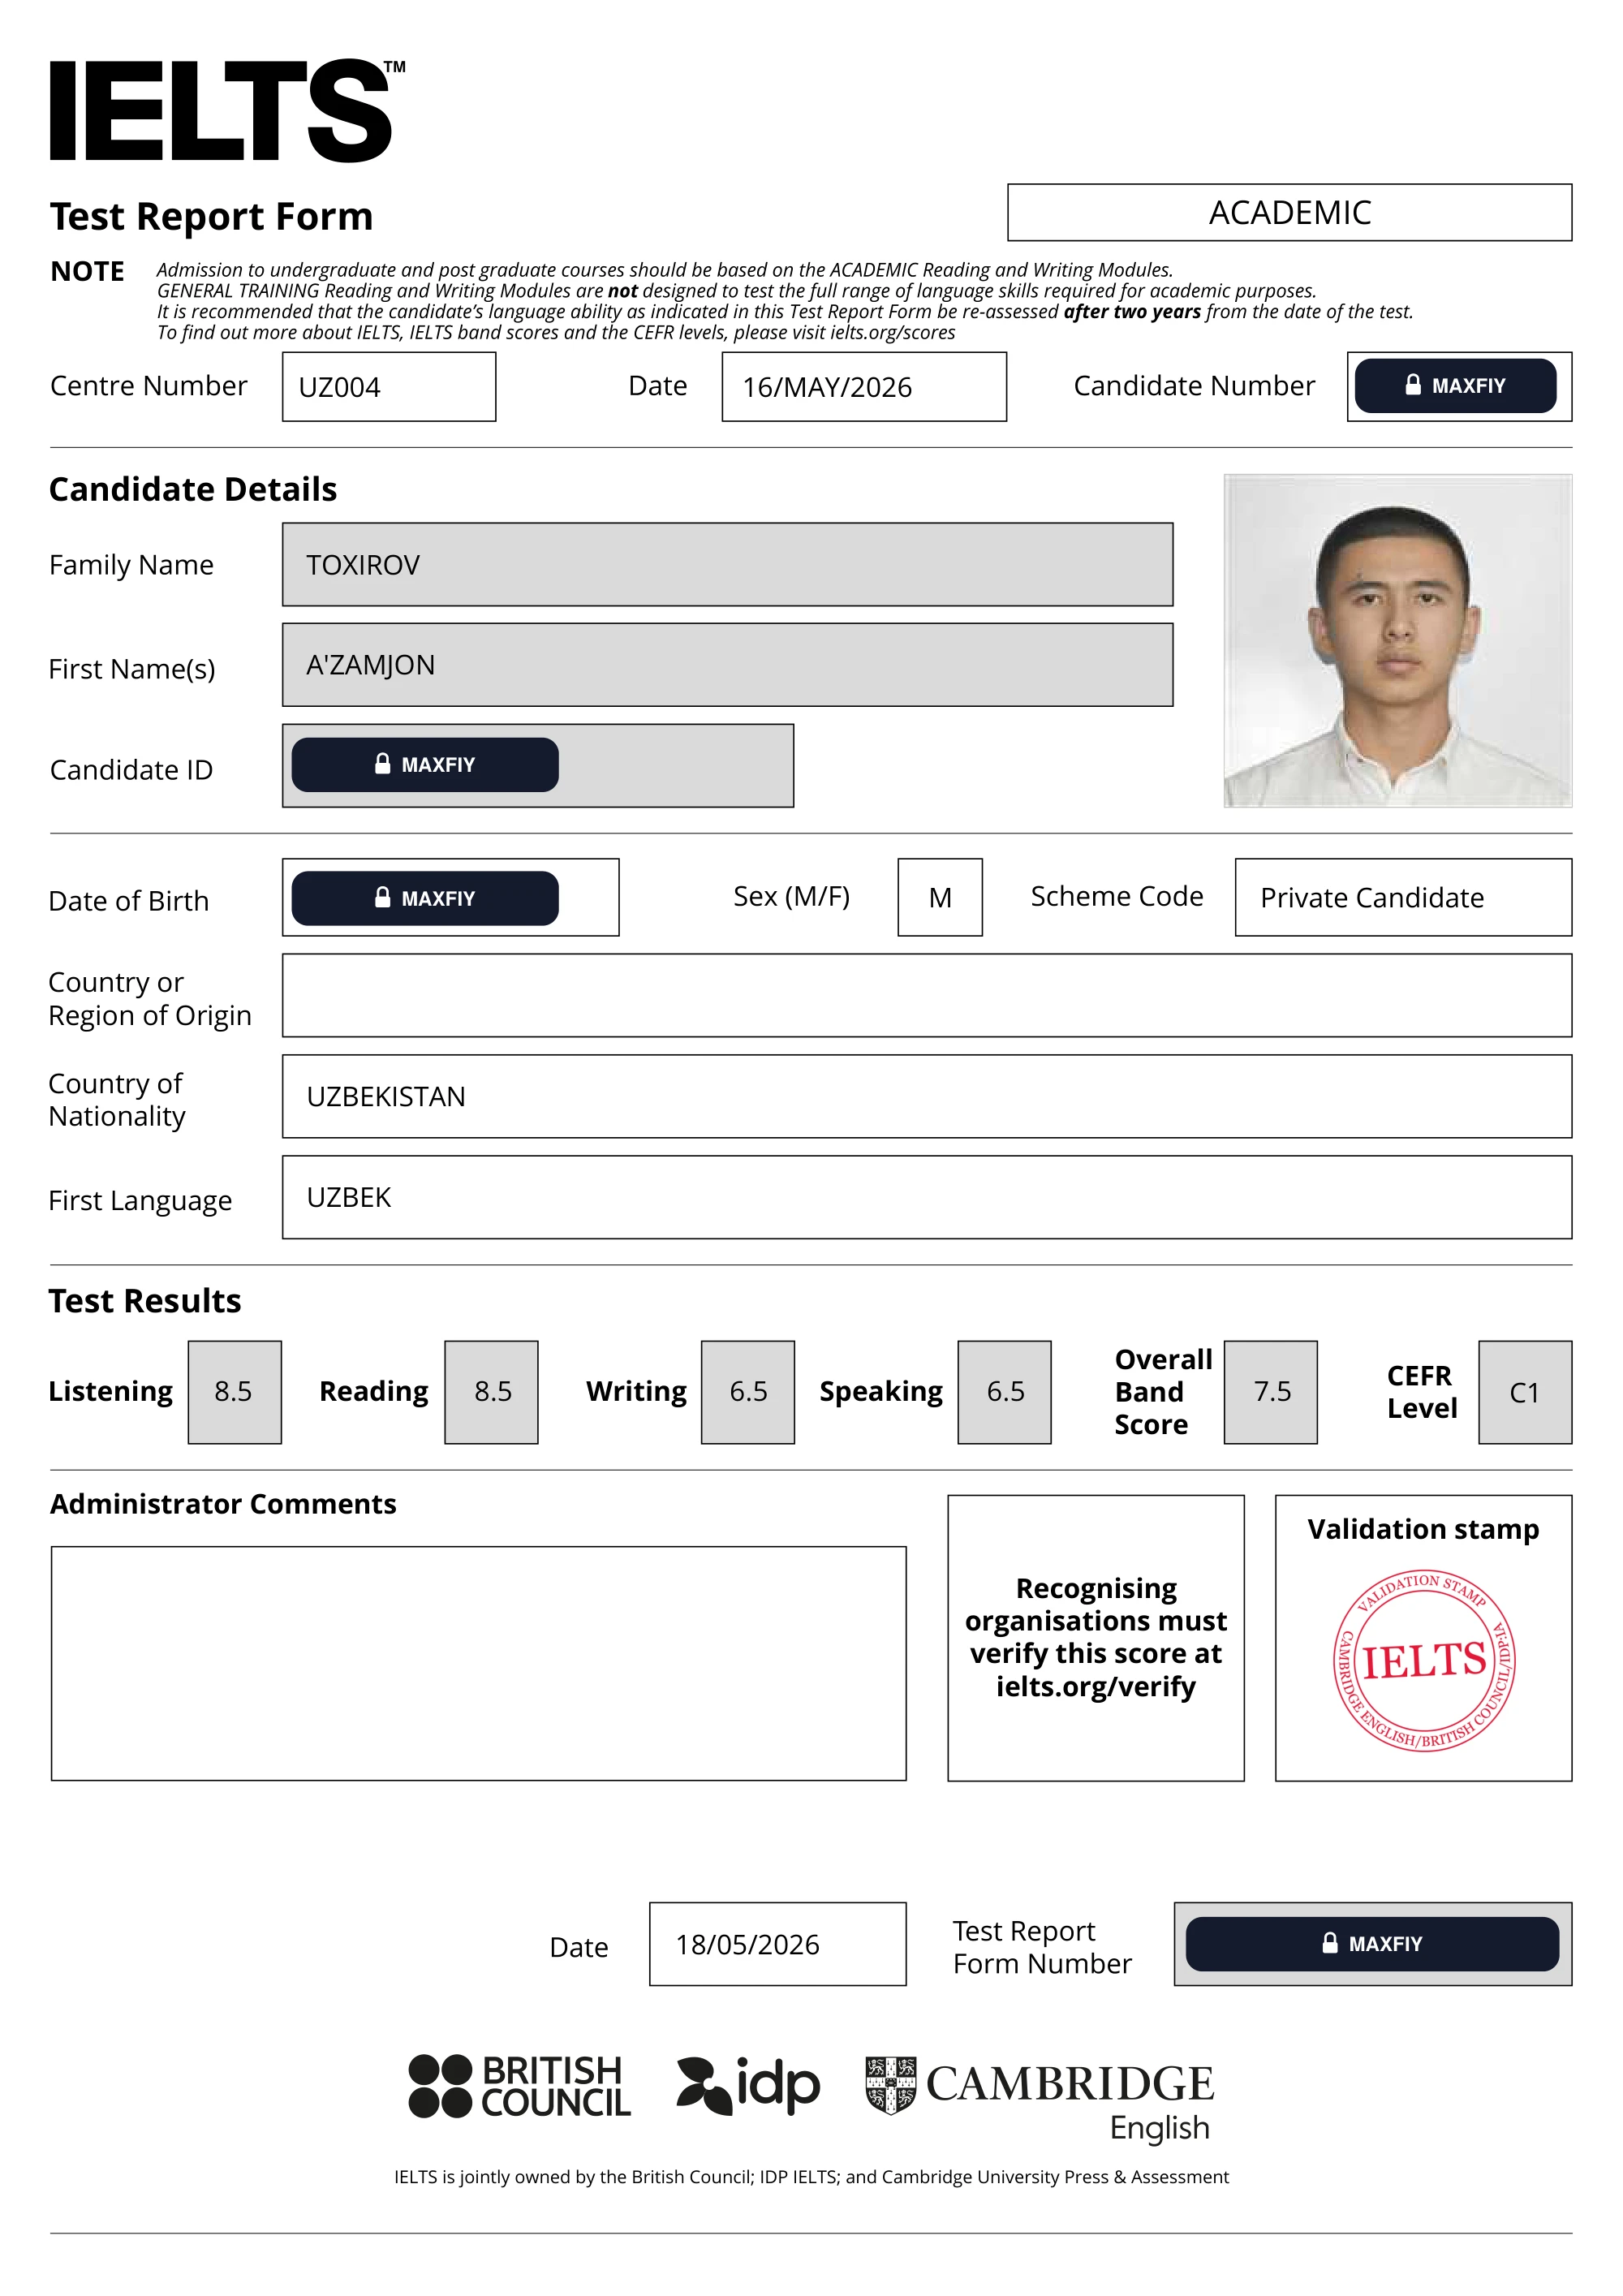 IELTS™
Test Report Form
ACADEMIC
NOTE
Admission to undergraduate and post graduate courses should be based on the ACADEMIC Reading and Writing Modules.
GENERAL TRAINING Reading and Writing Modules are not designed to test the full range of language skills required for academic purposes.
It is recommended that the candidate's language ability as indicated in this Test Report Form be re-assessed after two years from the date of the test.
To find out more about IELTS, IELTS band scores and the CEFR levels, please visit ielts.org/scores
Centre Number UZ004 Date 16/MAY/2026 Candidate Number MAXFIY
Candidate Details
Family Name TOXIROV
First Name(s) A'ZAMJON
Candidate ID MAXFIY
Date of Birth MAXFIY Sex (M/F) M Scheme Code Private Candidate
Country or
Region of Origin
Country of
Nationality
UZBEKISTAN
First Language UZBEK
Test Results
Listening 8.5 Reading 8.5 Writing 6.5 Speaking 6.5
Overall
Band
Score
7.5
CEFR
Level
C1
Administrator Comments
Recognising
organisations must
verify this score at
ielts.org/verify
Validation stamp
VALIDATION STAMP
IELTS
CAMBRIDGE ENGLISH/BRITISH COUNCIL/IDP:IA
Date 18/05/2026
Test Report
Form Number
MAXFIY
BRITISH
COUNCIL
idp
CAMBRIDGE
English
IELTS is jointly owned by the British Council; IDP IELTS; and Cambridge University Press & Assessment